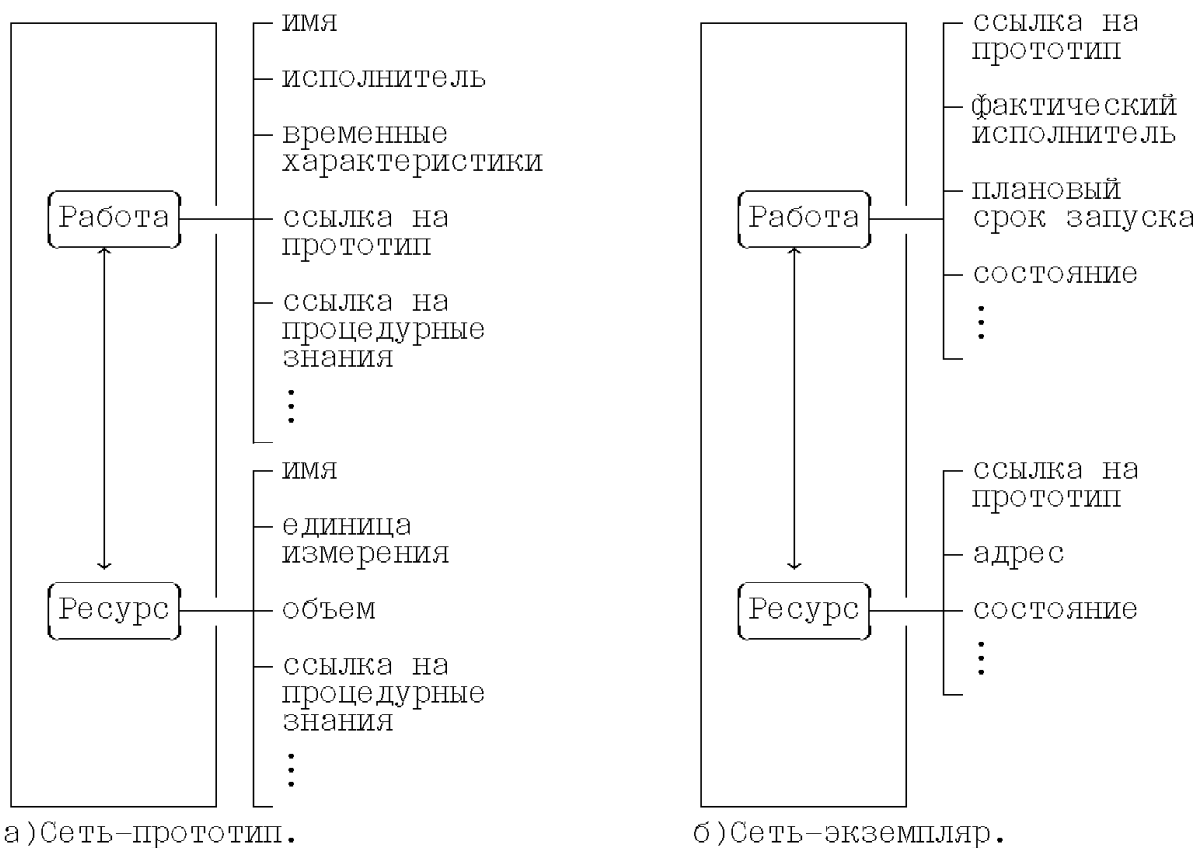 имя
исполнитель
временные
характеристики
Работа
ссылка на
прототип
ссылка на
процедурные
знания
имя
единица
измерения
Ресурс
объем
ссылка на
процедурные
знания
а)Сеть-прототип.
ссылка на
прототип
фактический
исполнитель
плановый
срок запуска
Работа
состояние
ссылка на
прототип
адрес
Ресурс
состояние
б)Сеть-экземпляр.